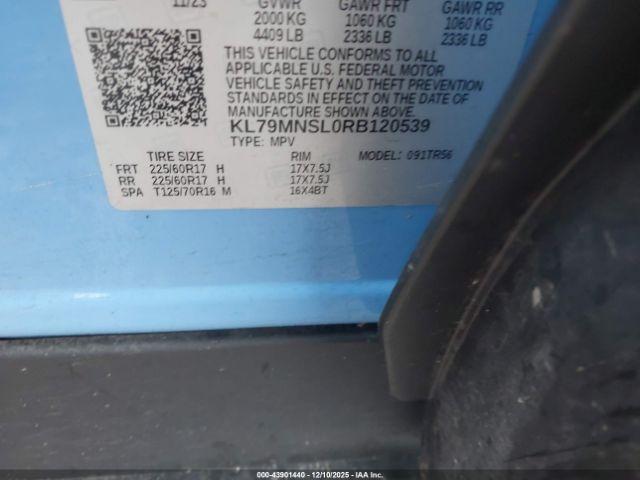 11/23 GVWR GAWR FRT GAWR RR
2000 KG 1060 KG 1060 KG
4409 LB 2336 LB 2336 LB
THIS VEHICLE CONFORMS TO ALL
APPLICABLE U.S. FEDERAL MOTOR
VEHICLE SAFETY AND THEFT PREVENTION
STANDARDS IN EFFECT ON THE DATE OF
MANUFACTURE SHOWN ABOVE.
KL79MNSL0RB120539
TYPE: MPV
TIRE SIZE RIM MODEL: 091TR56
FRT 225/60R17 H 17X7.5J
RR 225/60R17 H 17X7.5J
SPA T125/70R16 M 16X4BT
000-43901440 - 12/10/2025 - IAAI.COM